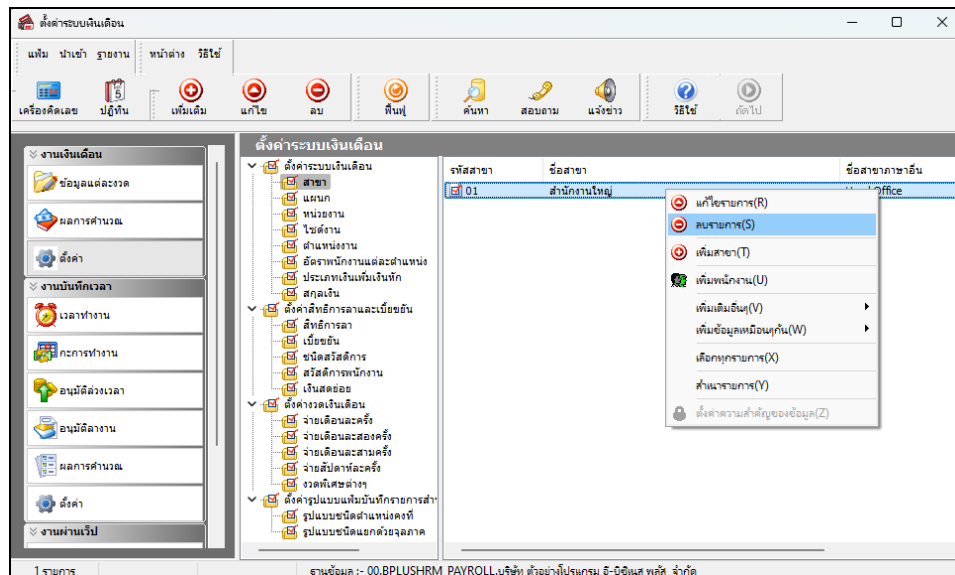 ตั้งค่าระบบเงินเดือน
แฟ้ม นำเข้า รายงาน หน้าต่าง วิธีใช้
เครื่องคิดเลข ปฏิทิน เพิ่มเติม แก้ไข ลบ ฟื้นฟู ค้นหา สอบถาม แจ้งข่าว วิธีใช้ ถัดไป
งานเงินเดือน
ข้อมูลแต่ละงวด
ผลการคำนวณ
ตั้งค่า
งานบันทึกเวลา
เวลาทำงาน
กะการทำงาน
อนุมัติล่วงเวลา
อนุมัติลางาน
ผลการคำนวณ
ตั้งค่า
งานผ่านเว็ป
ตั้งค่าระบบเงินเดือน
ตั้งค่าระบบเงินเดือน
สาขา
แผนก
หน่วยงาน
ไซด์งาน
ตำแหน่งงาน
อัตราพนักงานแต่ละตำแหน่ง
ประเภทเงินเพิ่มเงินหัก
สกุลเงิน
ตั้งค่าสิทธิการลาและเบี้ยขยัน
สิทธิการลา
เบี้ยขยัน
ชนิดสวัสดิการ
สวัสดิการพนักงาน
เงินสดย่อย
ตั้งค่างวดเงินเดือน
จ่ายเดือนละครั้ง
จ่ายเดือนละสองครั้ง
จ่ายเดือนละสามครั้ง
จ่ายสัปดาห์ละครั้ง
งวดพิเศษต่างๆ
ตั้งค่ารูปแบบแฟ้มบันทึกรายการสำ
รูปแบบชนิดตำแหน่งคงที่
รูปแบบชนิดแยกด้วยจุลภาค
รหัสสาขา ชื่อสาขา ชื่อสาขาภาษาอื่น
01 สำนักงานใหญ่ Office
แก้ไขรายการ(R)
ลบรายการ(S)
เพิ่มสาขา(T)
เพิ่มพนักงาน(U)
เพิ่มเติมอื่นๆ(V)
เพิ่มข้อมูลเหมือนๆกัน(W)
เลือกทุกรายการ(X)
สำเนารายการ(Y)
ตั้งค่าความสำคัญของข้อมูล(Z)
1 รายการ ฐานข้อมูล :- 00.BPLUSHRM_PAYROLL.บริษัท ตัวอย่างโปรแกรม อี-บิซิเนส พลัส จำกัด